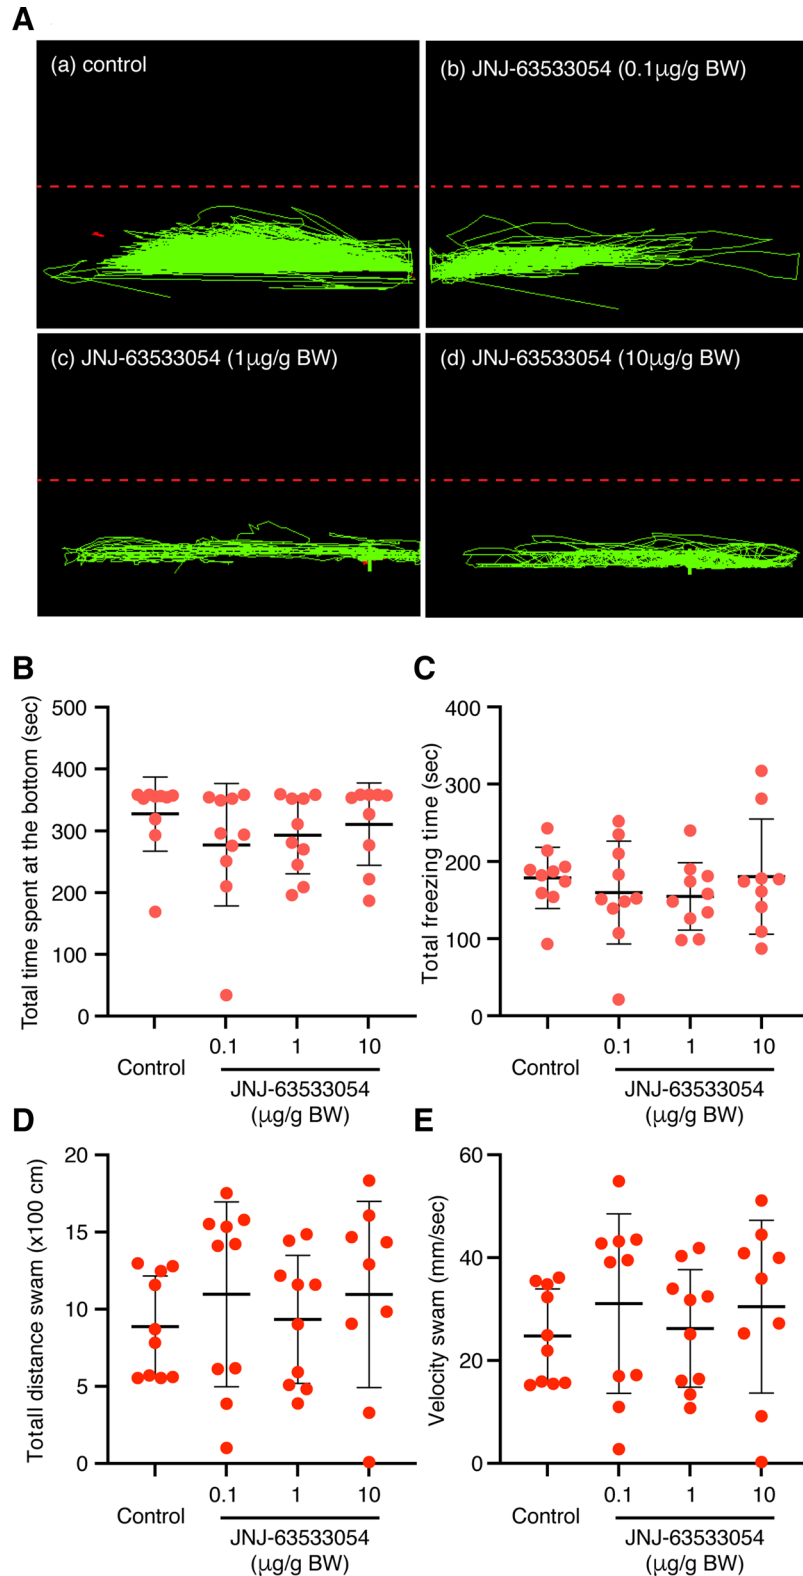 A
(a) control
(b) JNJ-63533054 (0.1µg/g BW)
(c) JNJ-63533054 (1µg/g BW)
(d) JNJ-63533054 (10µg/g BW)
B
Total time spent at the bottom (sec)
500
400
300
200
100
0
Control
0.1
1
10
JNJ-63533054
(µg/g BW)
C
Total freezing time (sec)
400
300
200
100
0
Control
0.1
1
10
JNJ-63533054
(µg/g BW)
D
Totall distance swam (x100 cm)
20
15
10
5
0
Control
0.1
1
10
JNJ-63533054
(µg/g BW)
E
Velocity swam (mm/sec)
60
40
20
0
Control
0.1
1
10
JNJ-63533054
(µg/g BW)